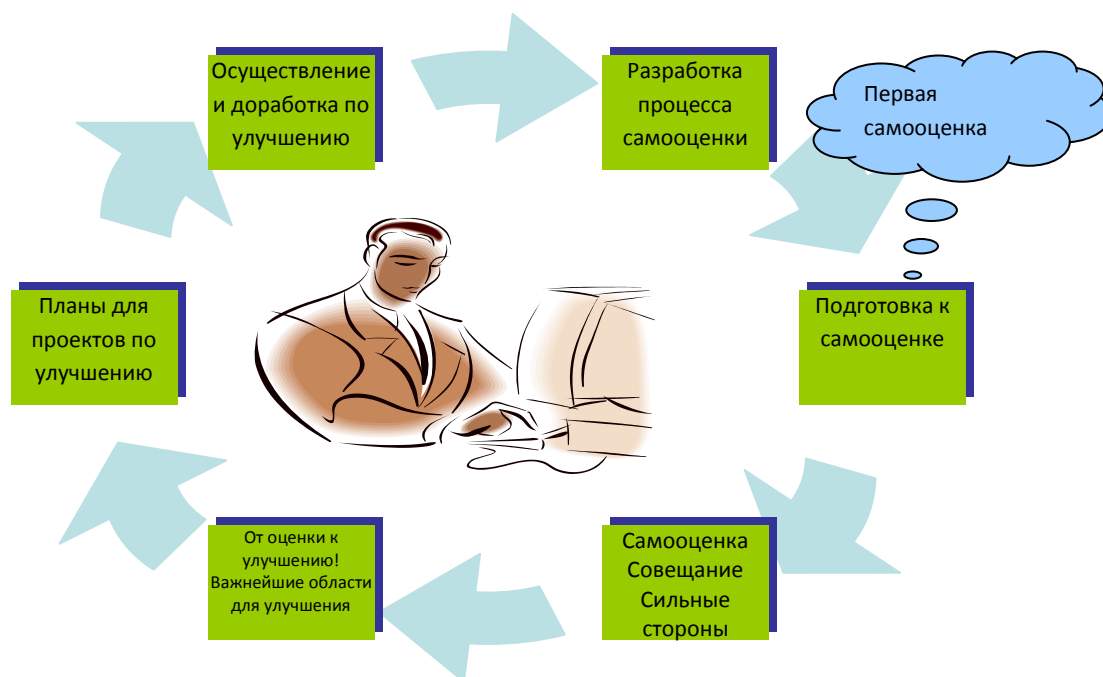 Осуществление
и доработка по
улучшению
Разработка
процесса
самооценки
Первая
самооценка
Планы для
проектов по
улучшению
Подготовка к
самооценке
От оценки к
улучшению!
Важнейшие области
для улучшения
Самооценка
Совещание
Сильные
стороны